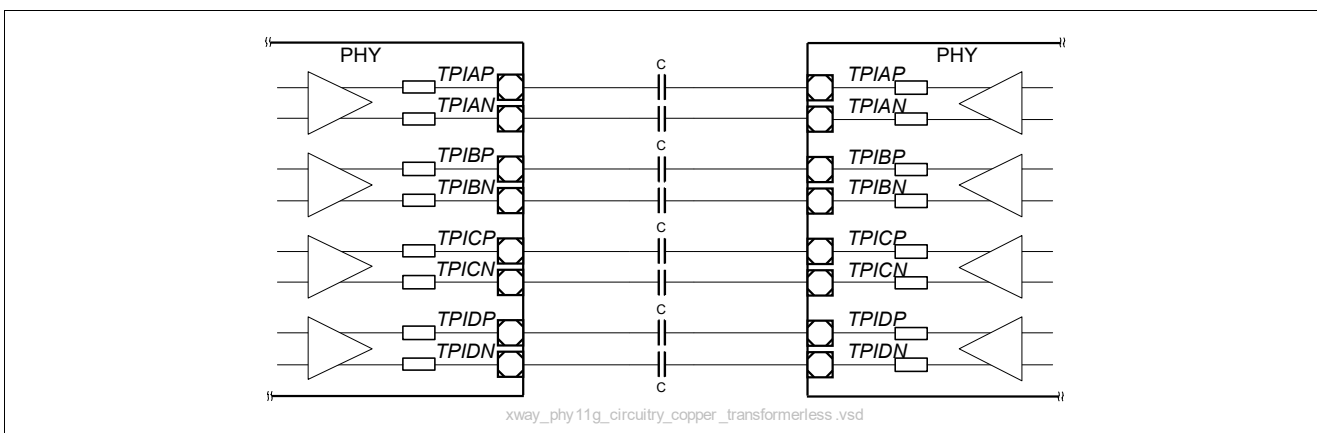 PHY PHY
C
TPIAP TPIAP
TPIAN TPIAN
C
TPIBP TPIBP
TPIBN TPIBN
C
TPICP TPICP
TPICN TPICN
C
TPIDP TPIDP
TPIDN TPIDN
C
xway_phy11g_circuitry_copper_transformerless.vsd